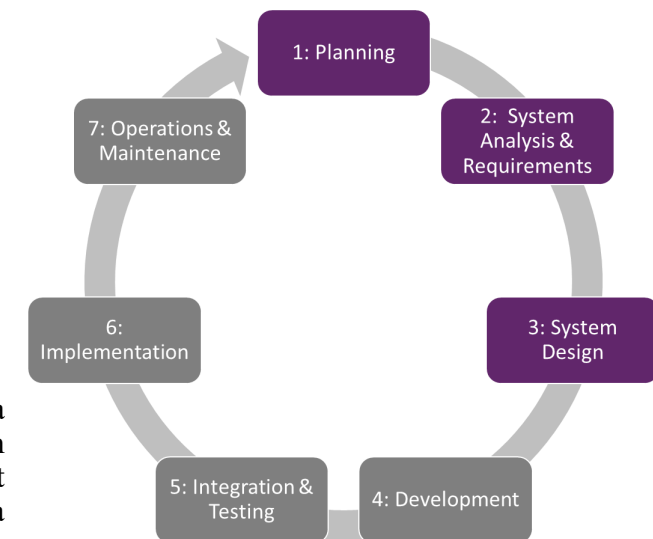 1: Planning
2: System
Analysis &
Requirements
3: System
Design
4: Development
5: Integration &
Testing
6:
Implementation
7: Operations &
Maintenance
a
n
t
a